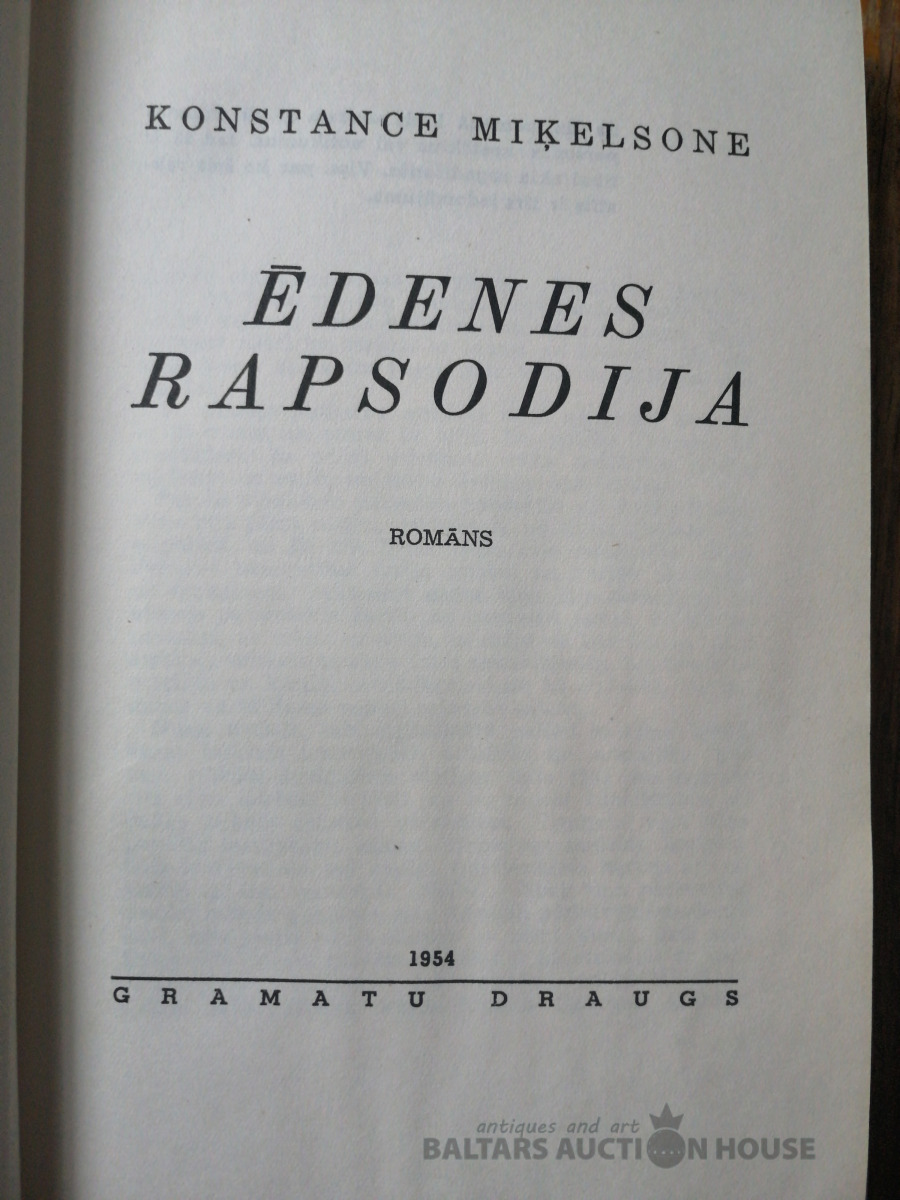 KONSTANCE MIĶELSONE
ĒDENES
RAPSODIJA
ROMĀNS
1954
GRAMATU DRAUGS
antiques and art
BALTARS AUCTION HOUSE